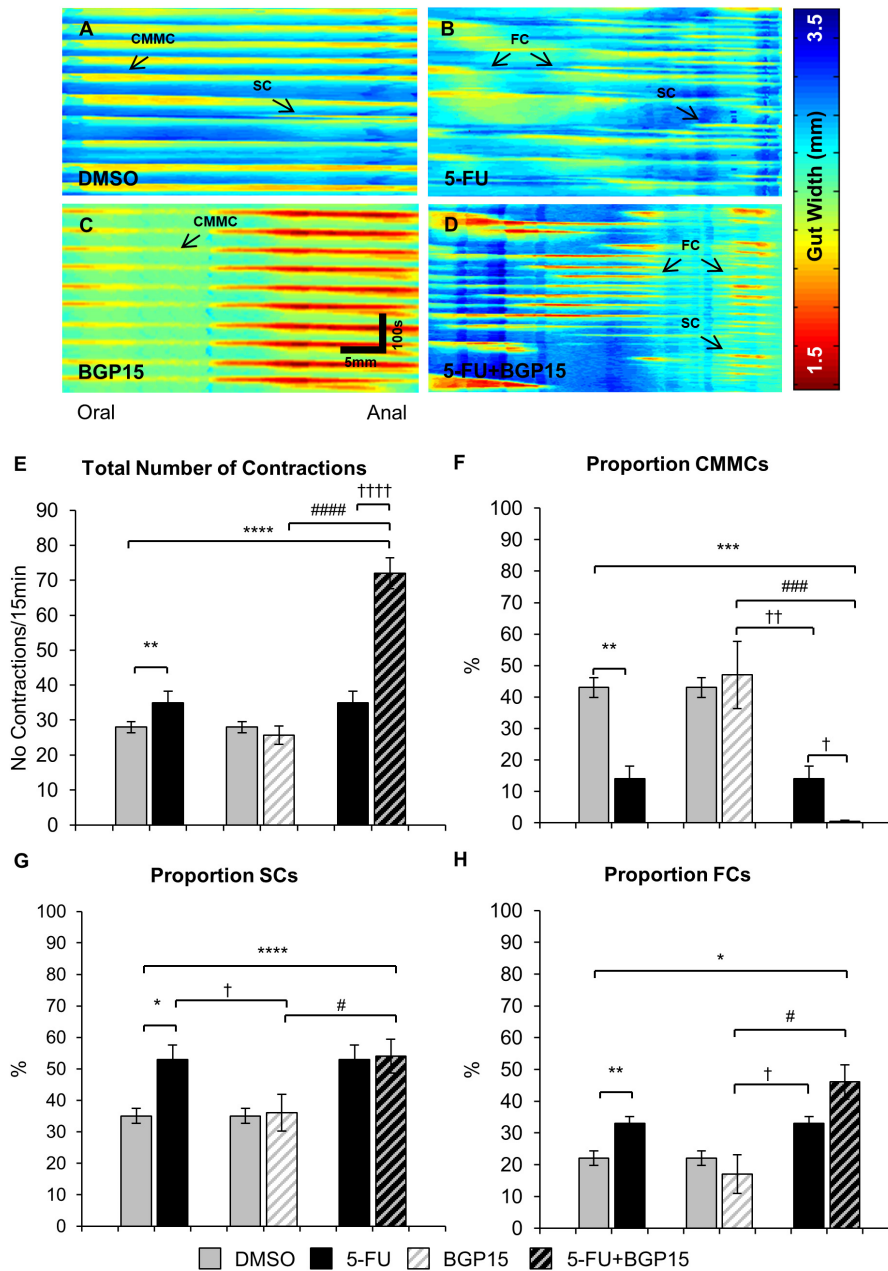 A
CMMC
SC
DMSO
B
FC
SC
5-FU
C
CMMC
BGP15
5mm
100s
D
FC
SC
5-FU+BGP15
3.5
Gut Width (mm)
1.5
Oral Anal
E
Total Number of Contractions
No Contractions/15min
90
80
70
60
50
40
30
20
10
0
**
****
####
††††
F
Proportion CMMCs
%
100
90
80
70
60
50
40
30
20
10
0
**
***
###
††
†
G
Proportion SCs
%
100
90
80
70
60
50
40
30
20
10
0
*
****
†
#
H
Proportion FCs
%
100
90
80
70
60
50
40
30
20
10
0
**
*
#
†
DMSO 5-FU BGP15 5-FU+BGP15